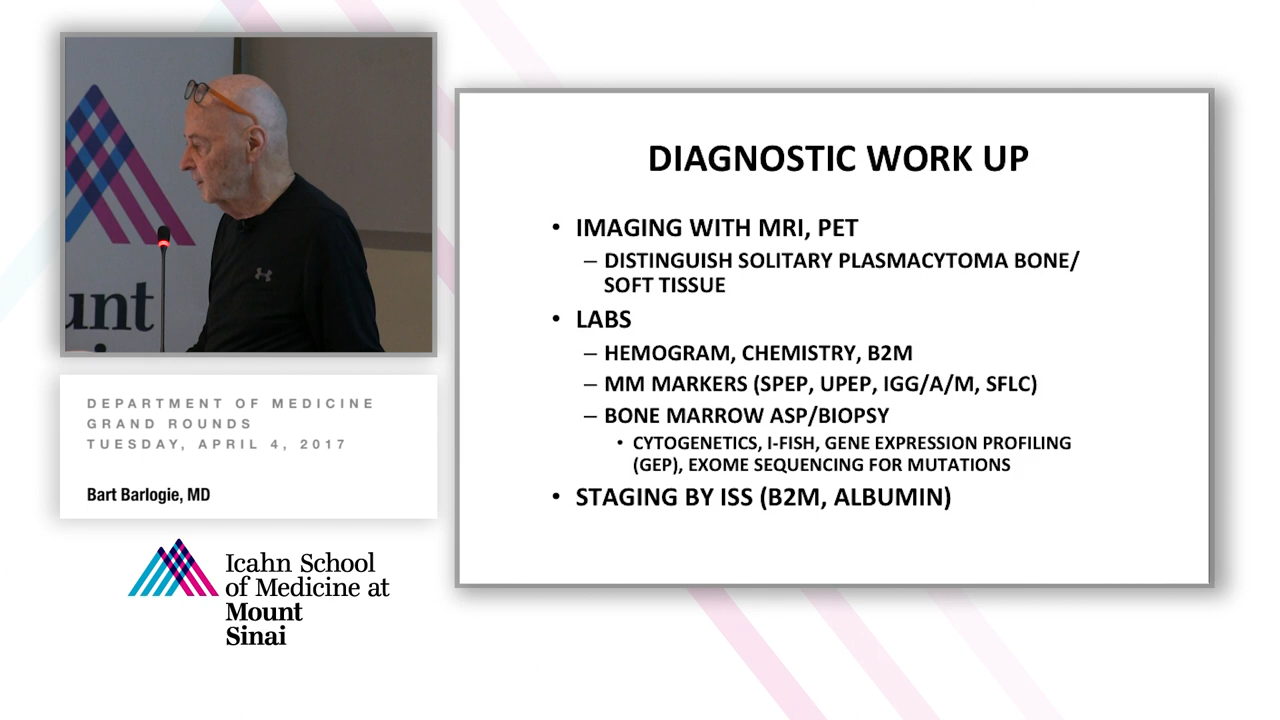 unt
DEPARTMENT OF MEDICINE
GRAND ROUNDS
TUESDAY, APRIL 4, 2017
Bart Barlogie, MD
Icahn School
of Medicine at
Mount
Sinai
DIAGNOSTIC WORK UP
• IMAGING WITH MRI, PET
– DISTINGUISH SOLITARY PLASMACYTOMA BONE/
SOFT TISSUE
• LABS
– HEMOGRAM, CHEMISTRY, B2M
– MM MARKERS (SPEP, UPEP, IGG/A/M, SFLC)
– BONE MARROW ASP/BIOPSY
• CYTOGENETICS, I-FISH, GENE EXPRESSION PROFILING
(GEP), EXOME SEQUENCING FOR MUTATIONS
• STAGING BY ISS (B2M, ALBUMIN)